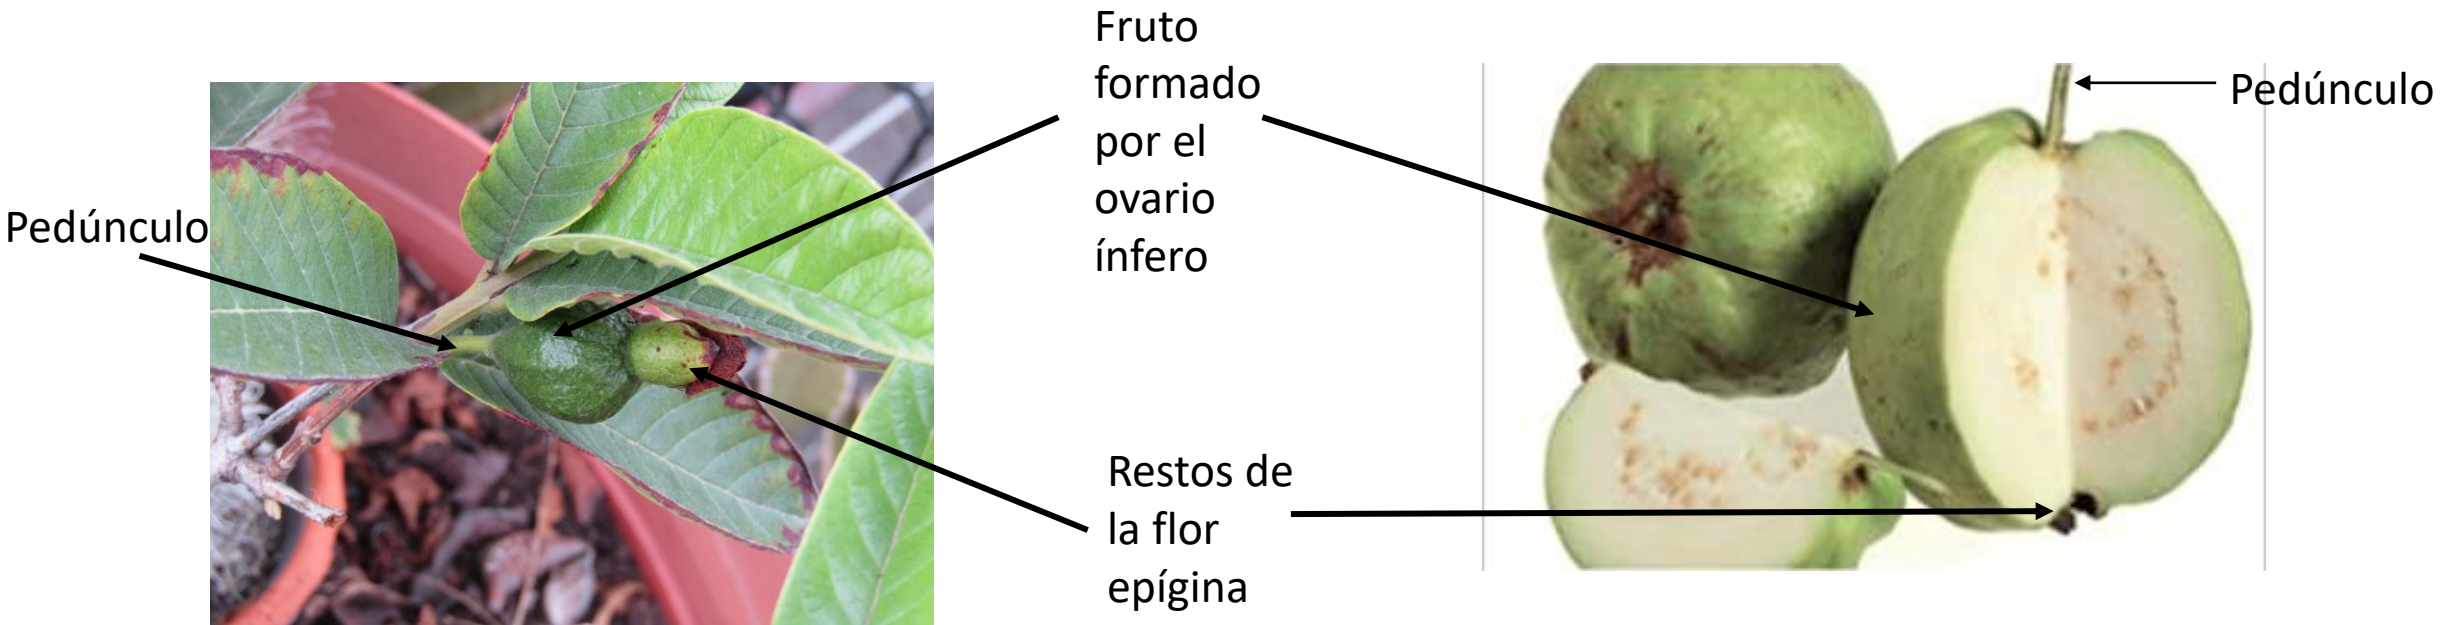 Pedúnculo
Fruto
formado
por el
ovario
ínfero
Pedúnculo
Restos de
la flor
epígina